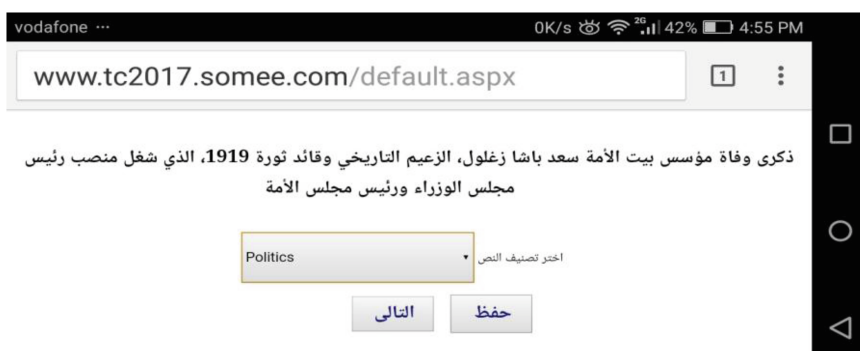 vodafone ...
0K/s 2G 42% 4:55 PM
www.tc2017.somee.com/default.aspx
1
ذكرى وفاة مؤسس بيت الأمة سعد باشا زغلول، الزعيم التاريخي وقائد ثورة 1919، الذي شغل منصب رئيس
مجلس الوزراء ورئيس مجلس الأمة
اختر تصنيف النص Politics
حفظ التالى